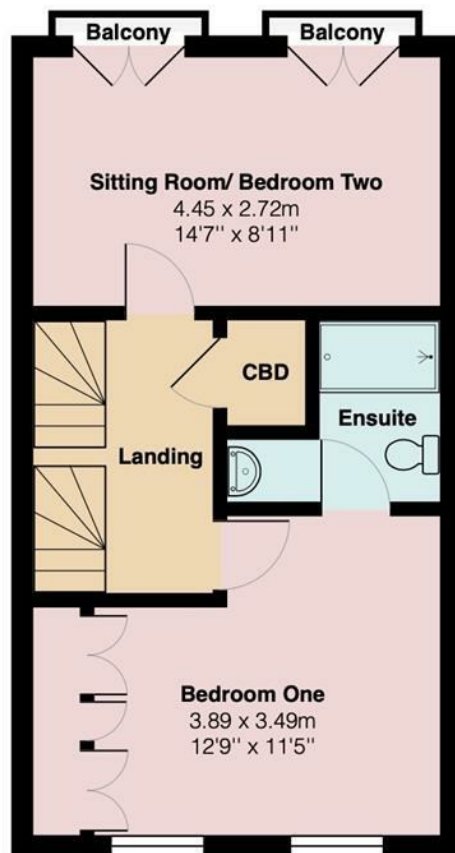 Balcony
Balcony
Sitting Room/ Bedroom Two
4.45 x 2.72m
14'7'' x 8'11''
CBD
Ensuite
Landing
Bedroom One
3.89 x 3.49m
12'9'' x 11'5''